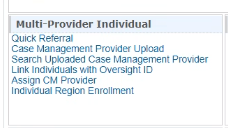 Multi-Provider Individual
Quick Referral
Case Management Provider Upload
Search Uploaded Case Management Provider
Link Individuals with Oversight ID
Assign CM Provider
Individual Region Enrollment